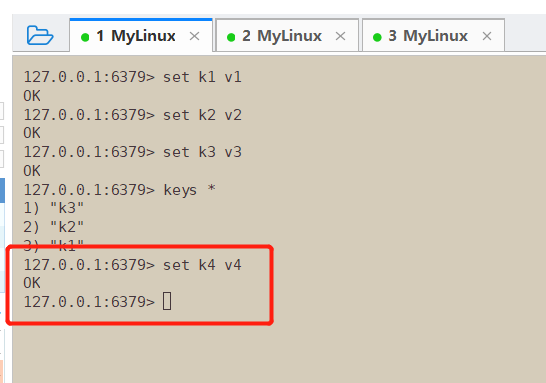 1 MyLinux × 2 MyLinux × 3 MyLinux ×
127.0.0.1:6379> set k1 v1
OK
127.0.0.1:6379> set k2 v2
OK
127.0.0.1:6379> set k3 v3
OK
127.0.0.1:6379> keys *
1) "k3"
2) "k2"
3) "k1"
127.0.0.1:6379> set k4 v4
OK
127.0.0.1:6379>